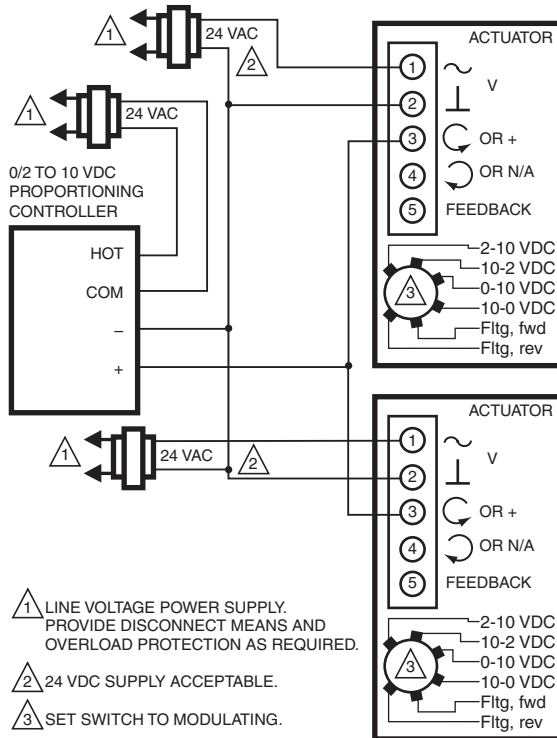 1
24 VAC
2
1
24 VAC
0/2 TO 10 VDC
PROPORTIONING
CONTROLLER
HOT
COM
–
+
ACTUATOR
1
V
2
3 OR +
4 OR N/A
5 FEEDBACK
3
2-10 VDC
10-2 VDC
0-10 VDC
10-0 VDC
Fltg, fwd
Fltg, rev
1
24 VAC
2
ACTUATOR
1
V
2
3 OR +
4 OR N/A
5 FEEDBACK
3
2-10 VDC
10-2 VDC
0-10 VDC
10-0 VDC
Fltg, fwd
Fltg, rev
1 LINE VOLTAGE POWER SUPPLY.
PROVIDE DISCONNECT MEANS AND
OVERLOAD PROTECTION AS REQUIRED.
2 24 VDC SUPPLY ACCEPTABLE.
3 SET SWITCH TO MODULATING.